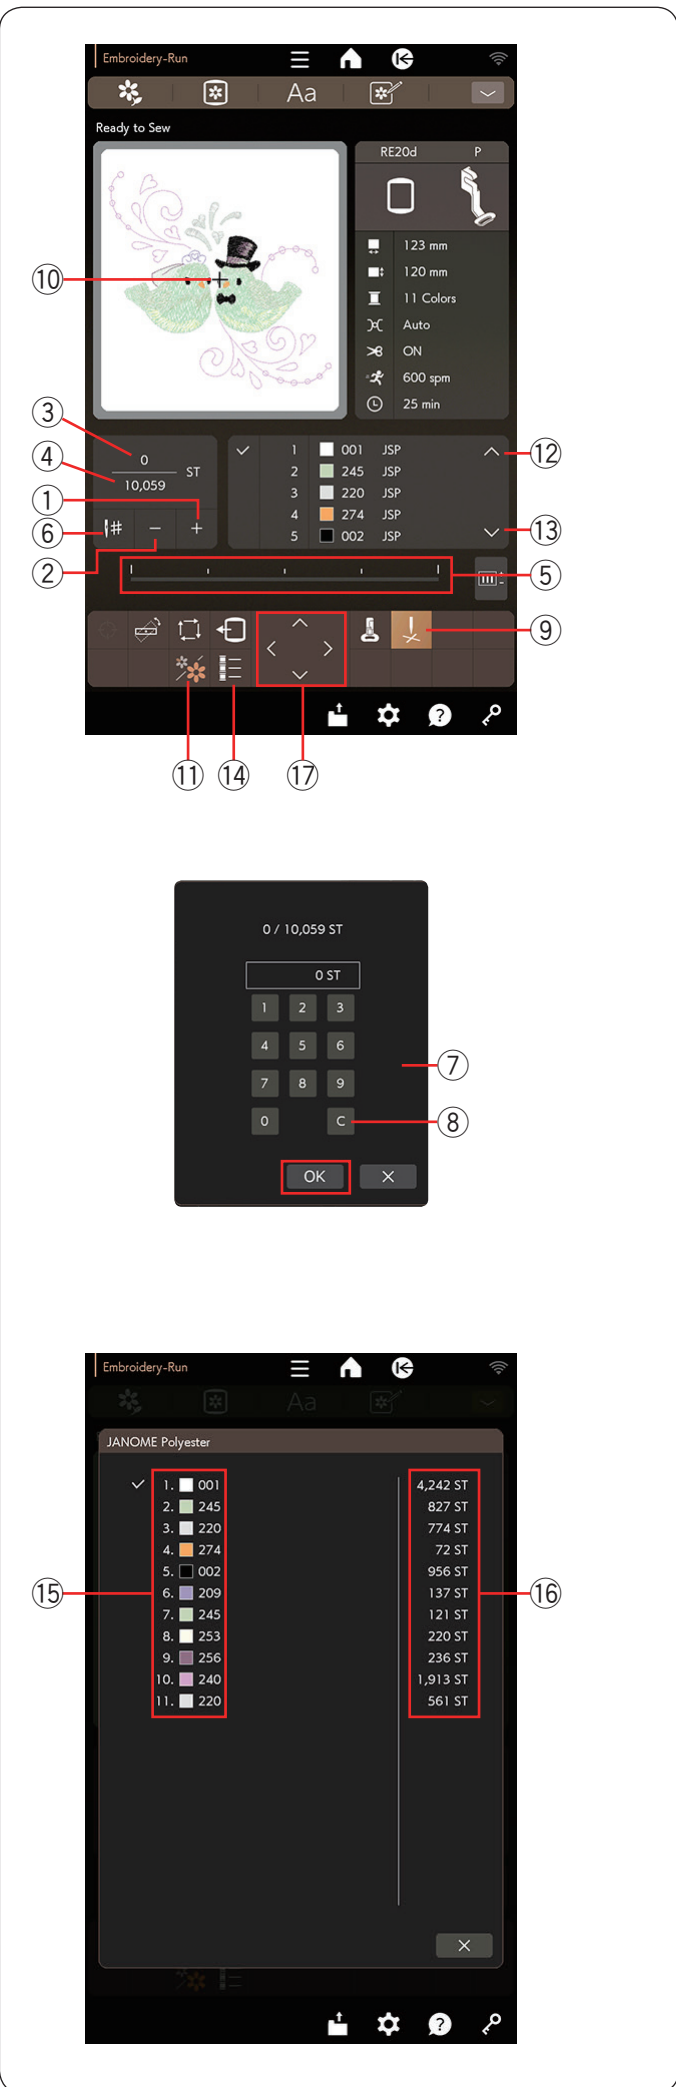 Embroidery-Run
Aa
Ready to Sew
RE20d P
123 mm
120 mm
11 Colors
Auto
ON
600 spm
25 min
⑩
③
④
①
⑥
②
0
10,059 ST
- +
1 001 JSP
2 245 JSP
3 220 JSP
4 274 JSP
5 002 JSP
⑫
⑬
⑤
⑨
⑪ ⑭ ⑰
0 / 10,059 ST
0 ST
1 2 3
4 5 6
7 8 9
0 C
OK X
⑦
⑧
Embroidery-Run
Aa
JANOME Polyester
1. 001 4,242 ST
2. 245 827 ST
3. 220 774 ST
4. 274 72 ST
5. 002 956 ST
6. 209 137 ST
7. 245 121 ST
8. 253 220 ST
9. 256 236 ST
10. 240 1,913 ST
11. 220 561 ST
⑮ ⑯
X